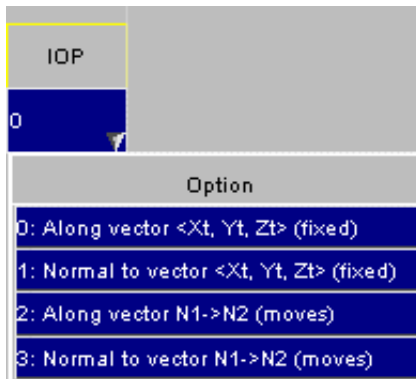 IOP
0
Option
0: Along vector <Xt, Yt, Zt> (fixed)
1: Normal to vector <Xt, Yt, Zt> (fixed)
2: Along vector N1->N2 (moves)
3: Normal to vector N1->N2 (moves)